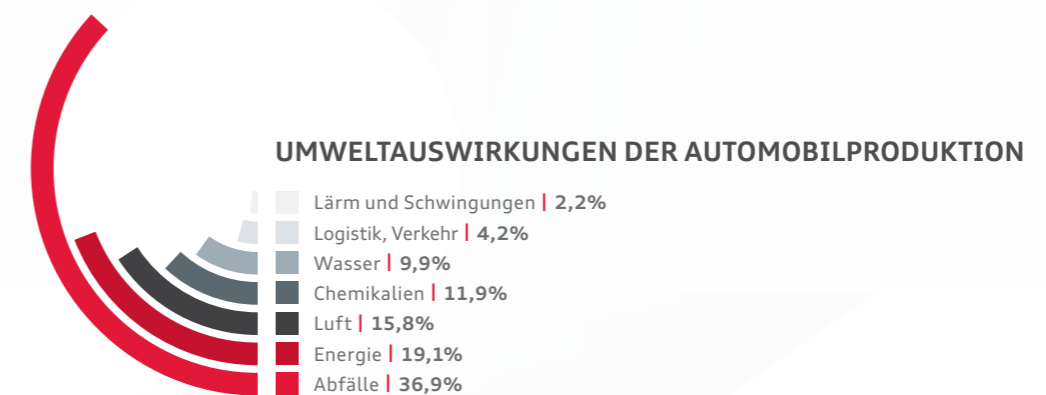 UMWELTAUSWIRKUNGEN DER AUTOMOBILPRODUKTION
Lärm und Schwingungen | 2,2%
Logistik, Verkehr | 4,2%
Wasser | 9,9%
Chemikalien | 11,9%
Luft | 15,8%
Energie | 19,1%
Abfälle | 36,9%